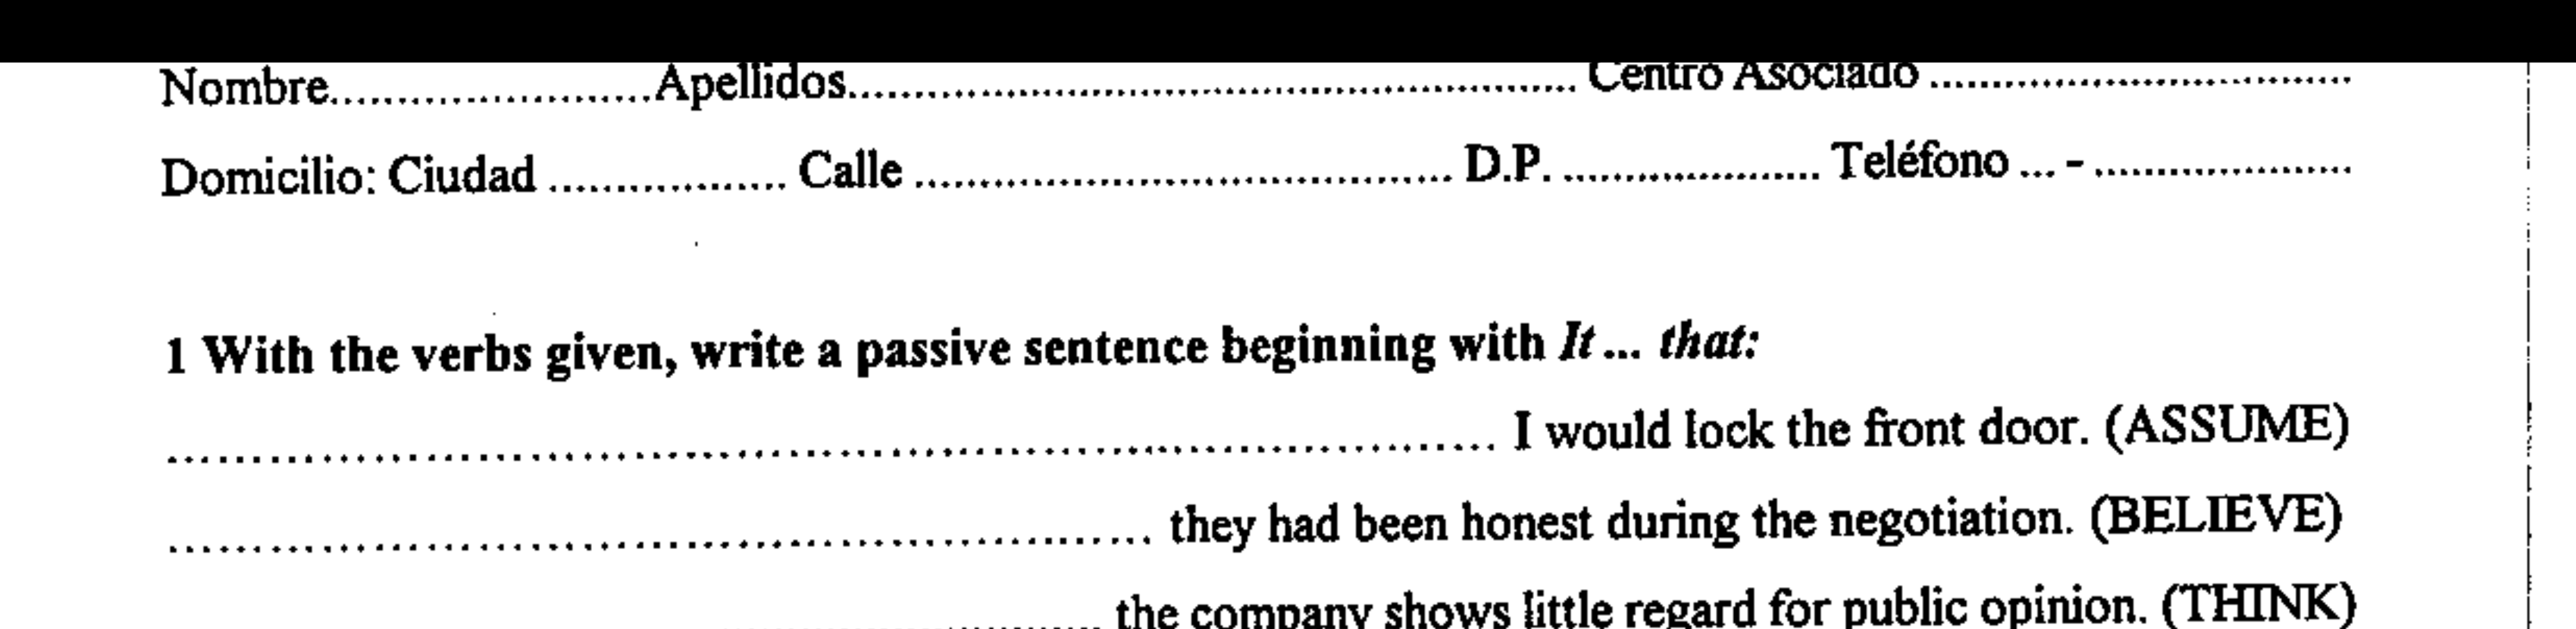 Nombre........................Apellidos....................................................... Centro Asociado ................................
Domicilio: Ciudad .................. Calle ......................................... D.P. .................... Teléfono ... - ....................
1 With the verbs given, write a passive sentence beginning with It ... that:
.......................................................................... I would lock the front door. (ASSUME)
....................................................... they had been honest during the negotiation. (BELIEVE)
..................... the company shows little regard for public opinion. (THINK)